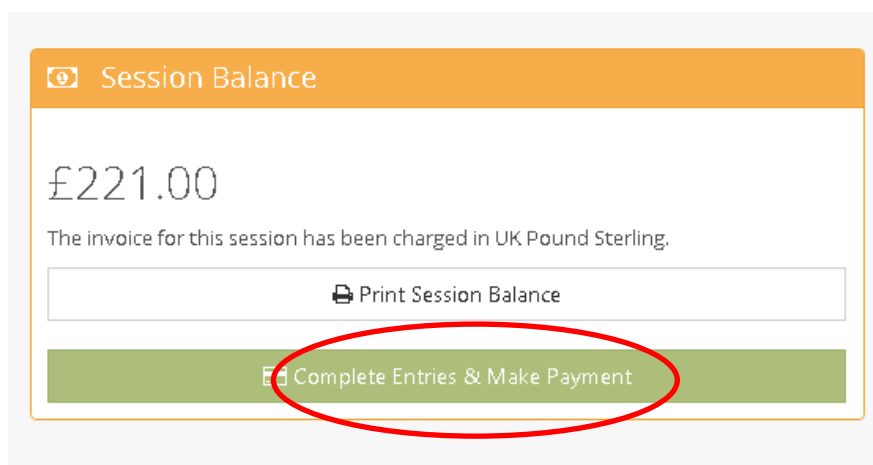 Session Balance
£221.00
The invoice for this session has been charged in UK Pound Sterling.
Print Session Balance
Complete Entries & Make Payment